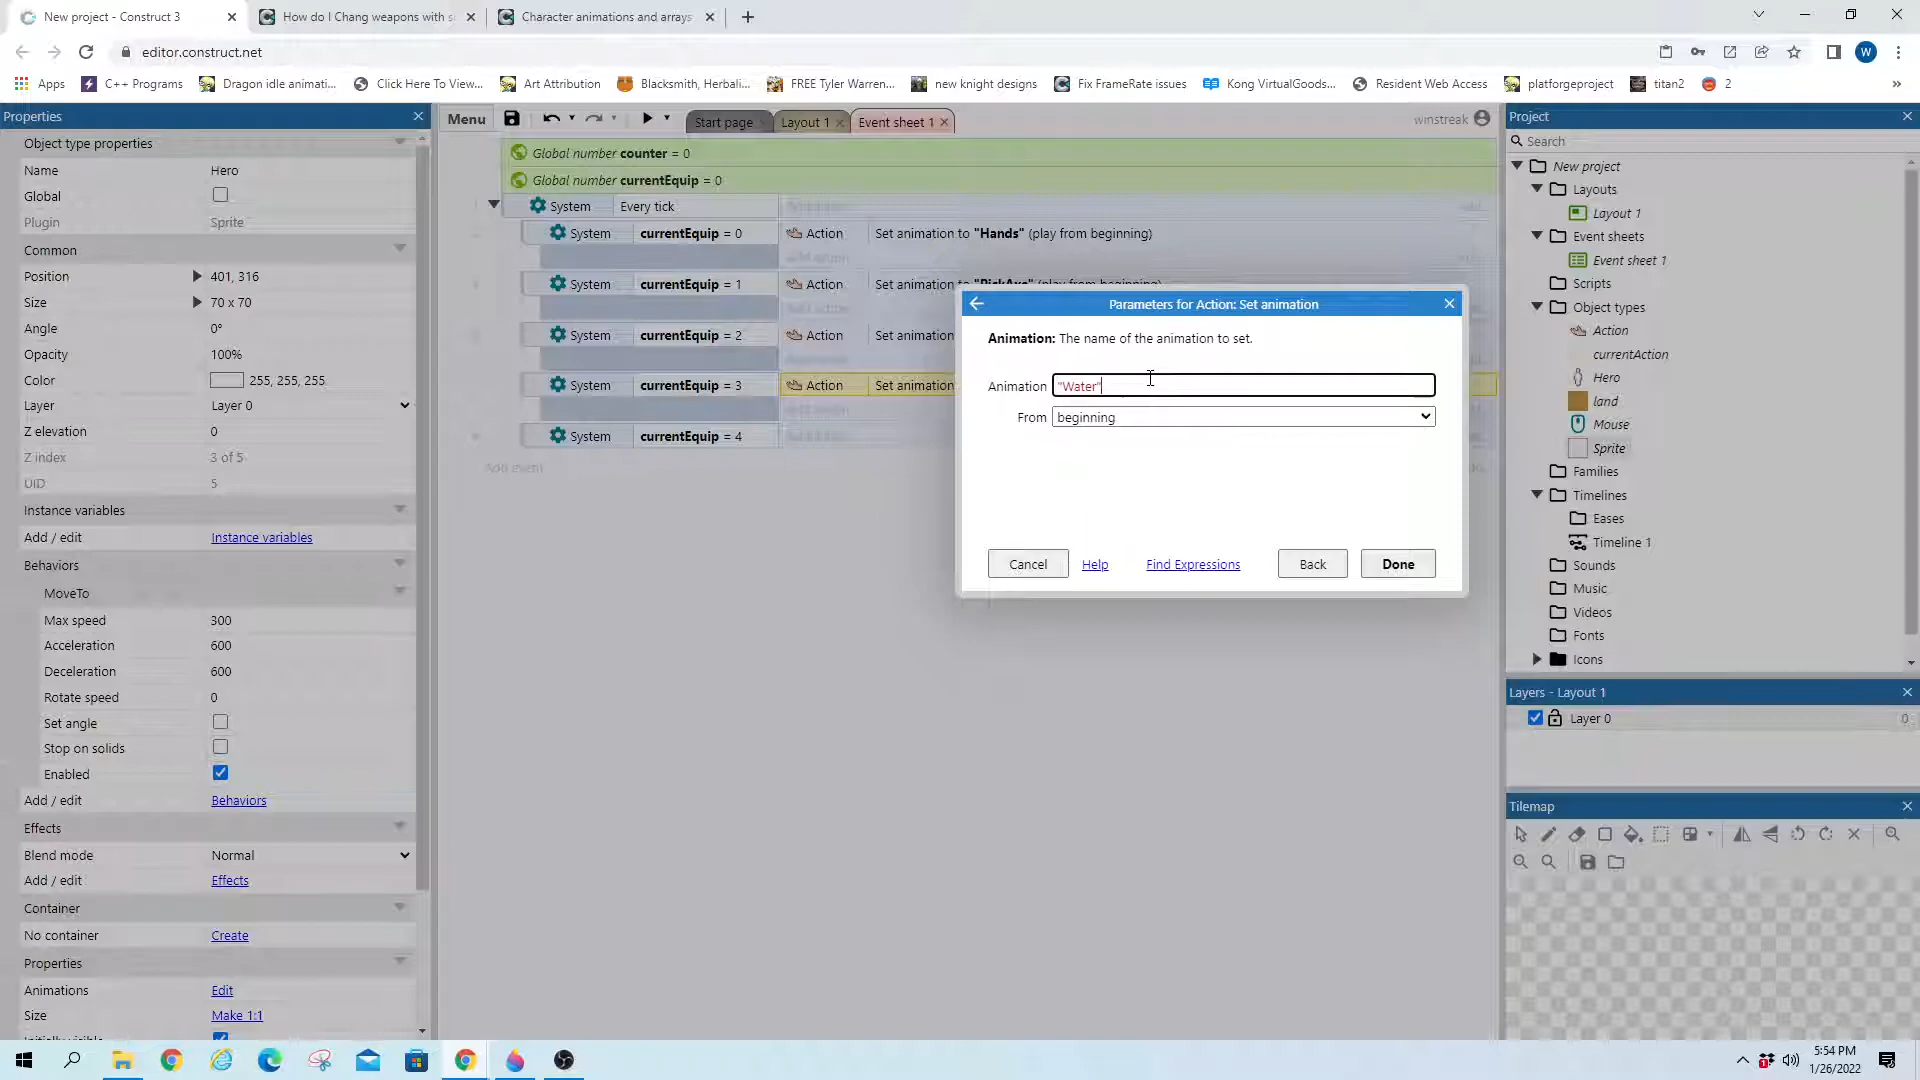 New project - Construct 3
How do I Chang weapons with s
Character animations and arrays
editor.construct.net
W
Apps
C++ Programs
Dragon idle animati...
Click Here To View...
Art Attribution
Blacksmith, Herbali...
FREE Tyler Warren...
new knight designs
Fix FrameRate issues
Kong VirtualGoods...
Resident Web Access
platforgeproject
titan2
2
»
Properties
Menu
Start page
Layout 1
Event sheet 1
winstreak
Project
Object type properties
Name
Hero
Global
Plugin
Sprite
Common
Position
401, 316
Size
70 x 70
Angle
0°
Opacity
100%
Color
255, 255, 255
Layer
Layer 0
Z elevation
0
Z index
3 of 5
UID
5
Instance variables
Add / edit
Instance variables
Behaviors
MoveTo
Max speed
300
Acceleration
600
Deceleration
600
Rotate speed
0
Set angle
Stop on solids
Enabled
Add / edit
Behaviors
Effects
Blend mode
Normal
Add / edit
Effects
Container
No container
Create
Properties
Animations
Edit
Size
Make 1:1
Initially visible
Global number counter = 0
Global number currentEquip = 0
System
Every tick
System
currentEquip = 0
Action
Set animation to "Hands" (play from beginning)
System
currentEquip = 1
Action
Set animation to "PickAxe" (play from beginning)
System
currentEquip = 2
Action
Set animation
System
currentEquip = 3
Action
Set animation
System
currentEquip = 4
Add event
Parameters for Action: Set animation
Animation: The name of the animation to set.
Animation
"Water"
From
beginning
Cancel
Help
Find Expressions
Back
Done
Search
New project
Layouts
Layout 1
Event sheets
Event sheet 1
Scripts
Object types
Action
currentAction
Hero
land
Mouse
Sprite
Families
Timelines
Eases
Timeline 1
Sounds
Music
Videos
Fonts
Icons
Layers - Layout 1
Layer 0
0
Tilemap
5:54 PM
1/26/2022